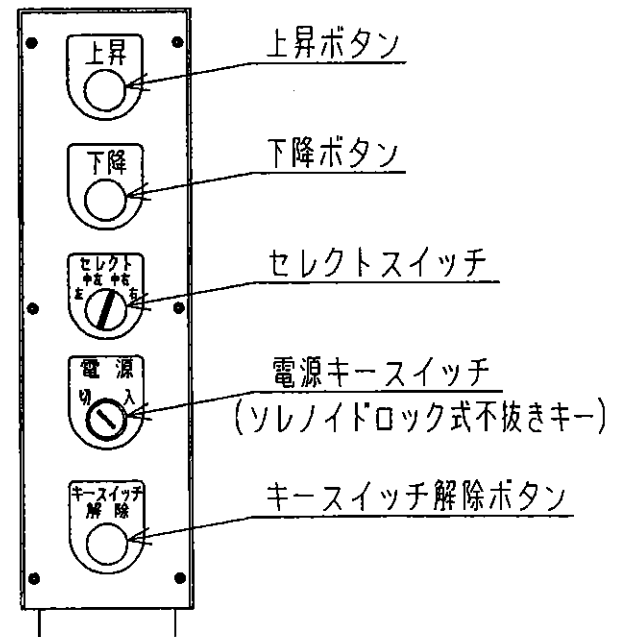 上昇
上昇ボタン
下降
下降ボタン
セレクト
中左 中右
左 右
セレクトスイッチ
電源
切 入
電源キースイッチ
(ソレノイドロック式不抜きキー)
キースイッチ
解除
キースイッチ解除ボタン